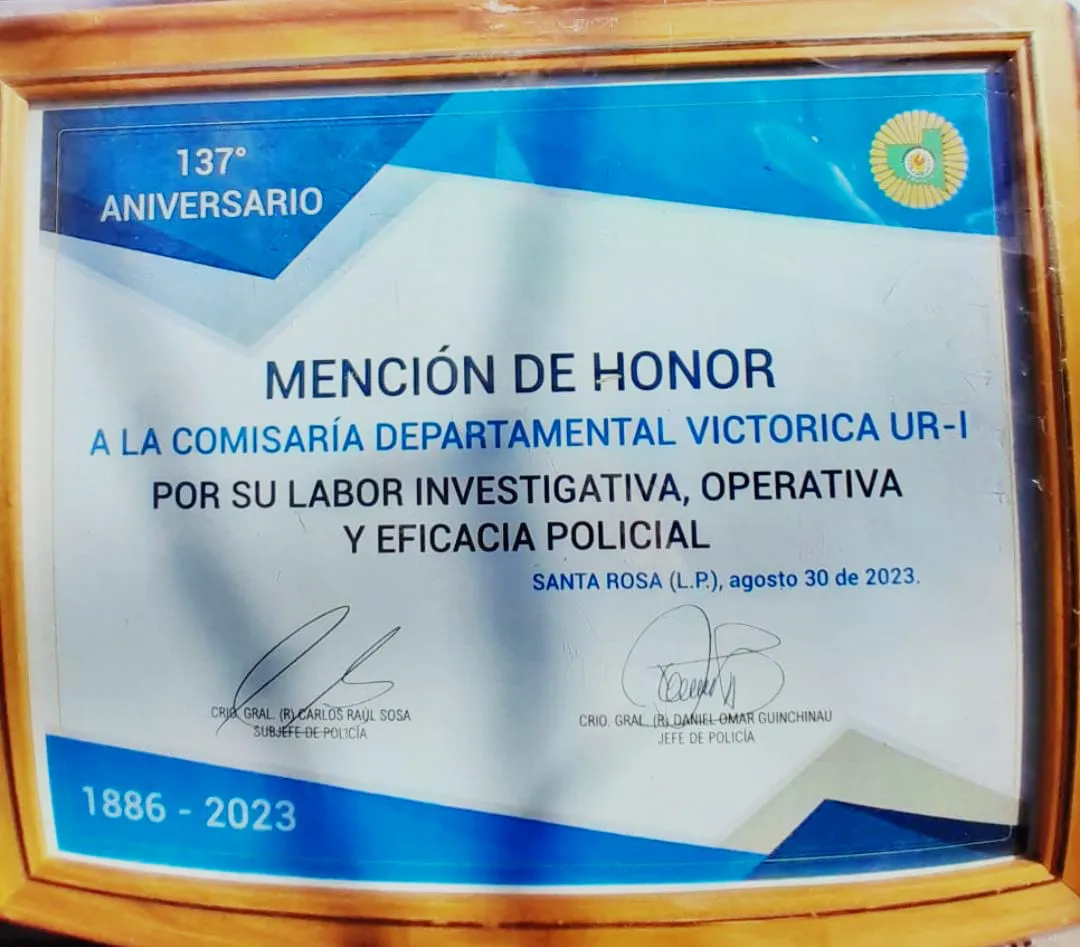 137°
ANIVERSARIO
MENCIÓN DE HONOR
A LA COMISARÍA DEPARTAMENTAL VICTORICA UR-I
POR SU LABOR INVESTIGATIVA, OPERATIVA
Y EFICACIA POLICIAL
SANTA ROSA (L.P.), agosto 30 de 2023.
CRIO. GRAL. (R) CARLOS RAÚL SOSA
SUBJEFE DE POLICÍA
CRIO. GRAL. (R) DANIEL OMAR GUINCHINAU
JEFE DE POLICÍA
1886 - 2023